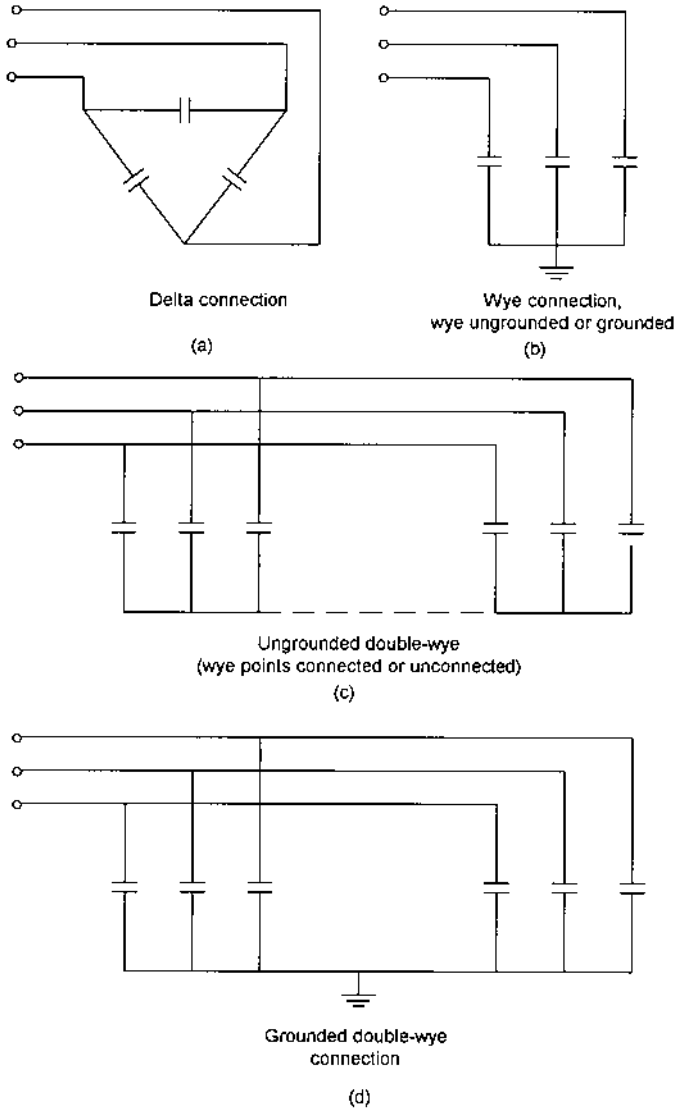 Delta connection
(a)
Wye connection,
wye ungrounded or grounded
(b)
Ungrounded double-wye
(wye points connected or unconnected)
(c)
Grounded double-wye
connection
(d)